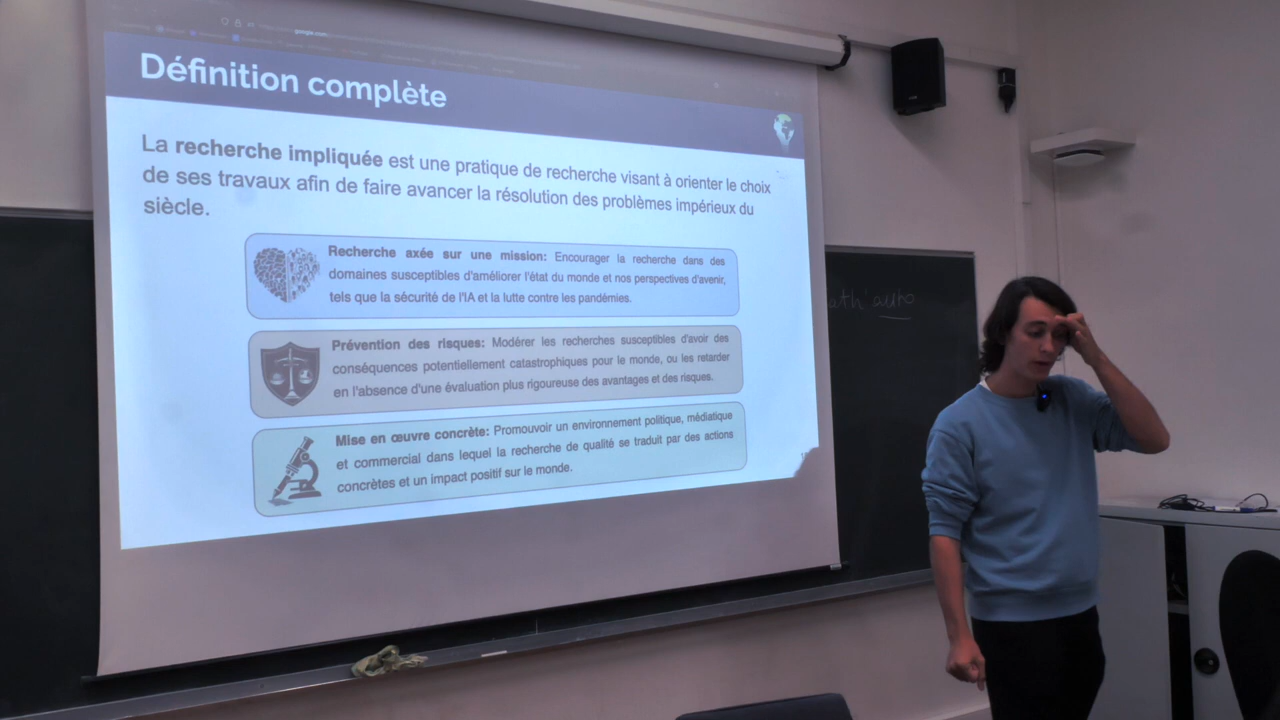 google.com
Définition complète
La recherche impliquée est une pratique de recherche visant à orienter le choix
de ses travaux afin de faire avancer la résolution des problèmes impérieux du
siècle.
Recherche axée sur une mission: Encourager la recherche dans des
domaines susceptibles d'améliorer l'état du monde et nos perspectives d'avenir,
tels que la sécurité de l'IA et la lutte contre les pandémies.
Prévention des risques: Modérer les recherches susceptibles d'avoir des
conséquences potentiellement catastrophiques pour le monde, ou les retarder
en l'absence d'une évaluation plus rigoureuse des avantages et des risques.
Mise en œuvre concrète: Promouvoir un environnement politique, médiatique
et commercial dans lequel la recherche de qualité se traduit par des actions
concrètes et un impact positif sur le monde.
ath'auto